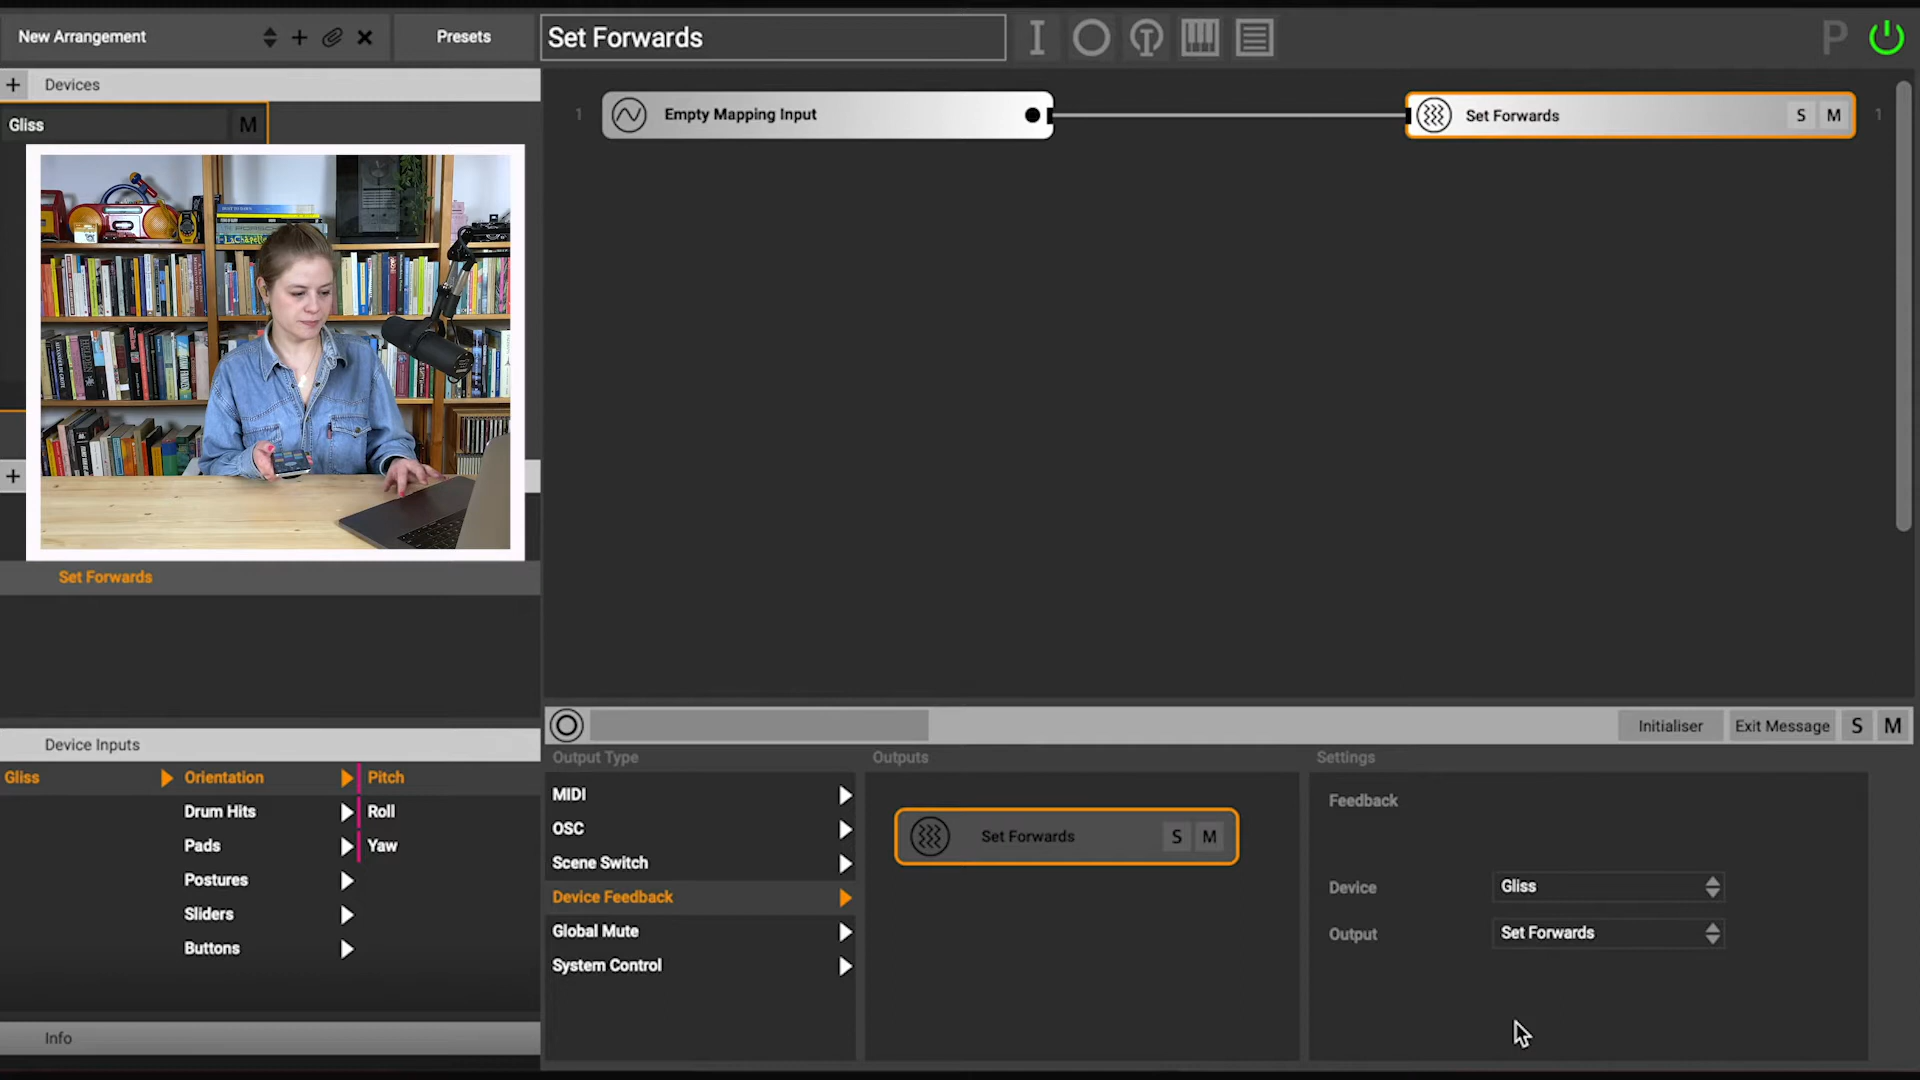 New Arrangement
Presets
Set Forwards
P
Devices
Gliss M
1 Empty Mapping Input
Set Forwards S M 1
LaChapelle
Set Forwards
Initialiser Exit Message S M
Device Inputs
Gliss Orientation Pitch
Drum Hits Roll
Pads Yaw
Postures
Sliders
Buttons
Info
Output Type
MIDI
OSC
Scene Switch
Device Feedback
Global Mute
System Control
Outputs
Set Forwards S M
Settings
Feedback
Device Gliss
Output Set Forwards